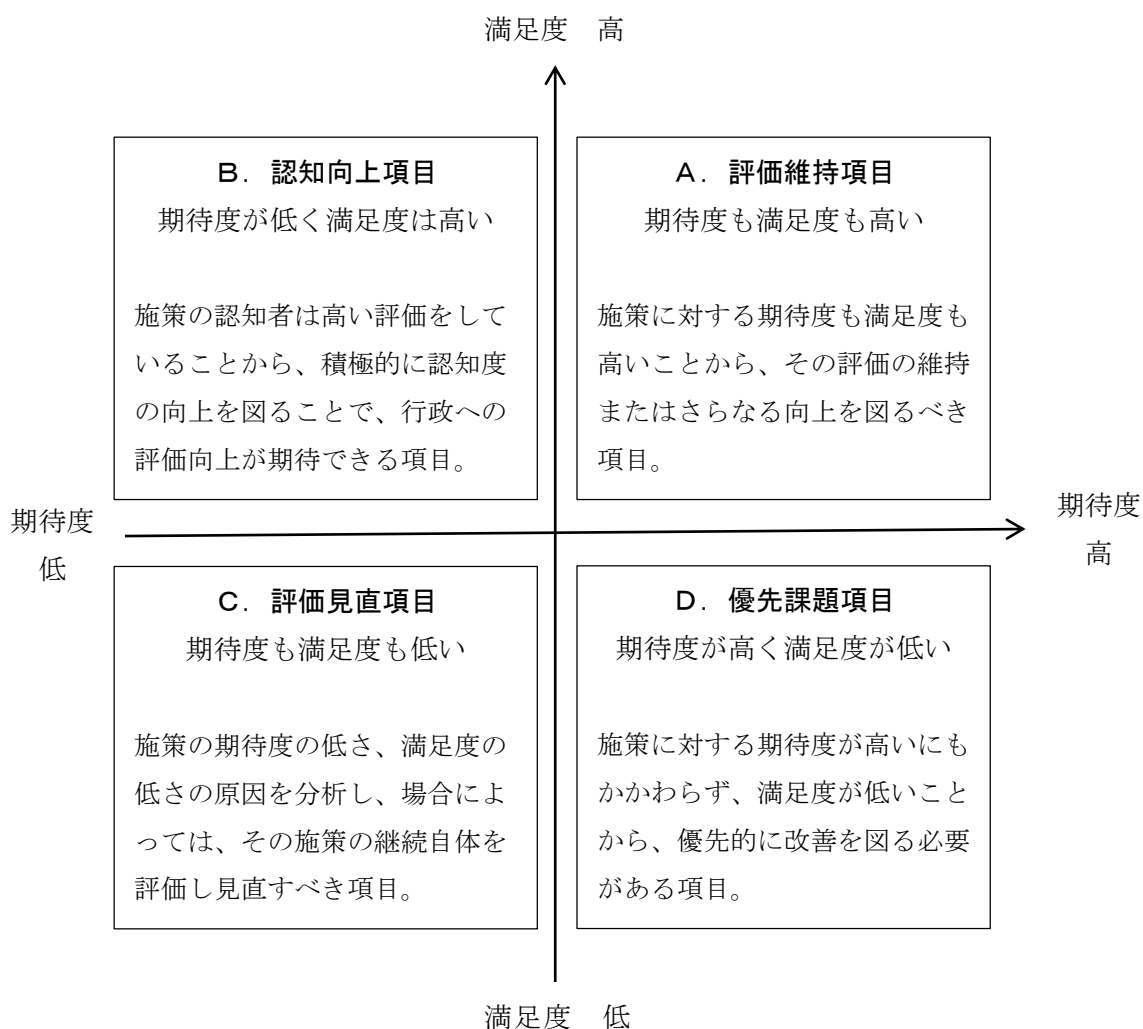 満足度　高
Ｂ．認知向上項目
期待度が低く満足度は高い
施策の認知者は高い評価をして
いることから、積極的に認知度
の向上を図ることで、行政への
評価向上が期待できる項目。
Ａ．評価維持項目
期待度も満足度も高い
施策に対する期待度も満足度も
高いことから、その評価の維持
またはさらなる向上を図るべき
項目。
期待度
低
期待度
高
Ｃ．評価見直項目
期待度も満足度も低い
施策の期待度の低さ、満足度の
低さの原因を分析し、場合によ
っては、その施策の継続自体を
評価し見直すべき項目。
Ｄ．優先課題項目
期待度が高く満足度が低い
施策に対する期待度が高いにも
かかわらず、満足度が低いこと
から、優先的に改善を図る必要
がある項目。
満足度　低